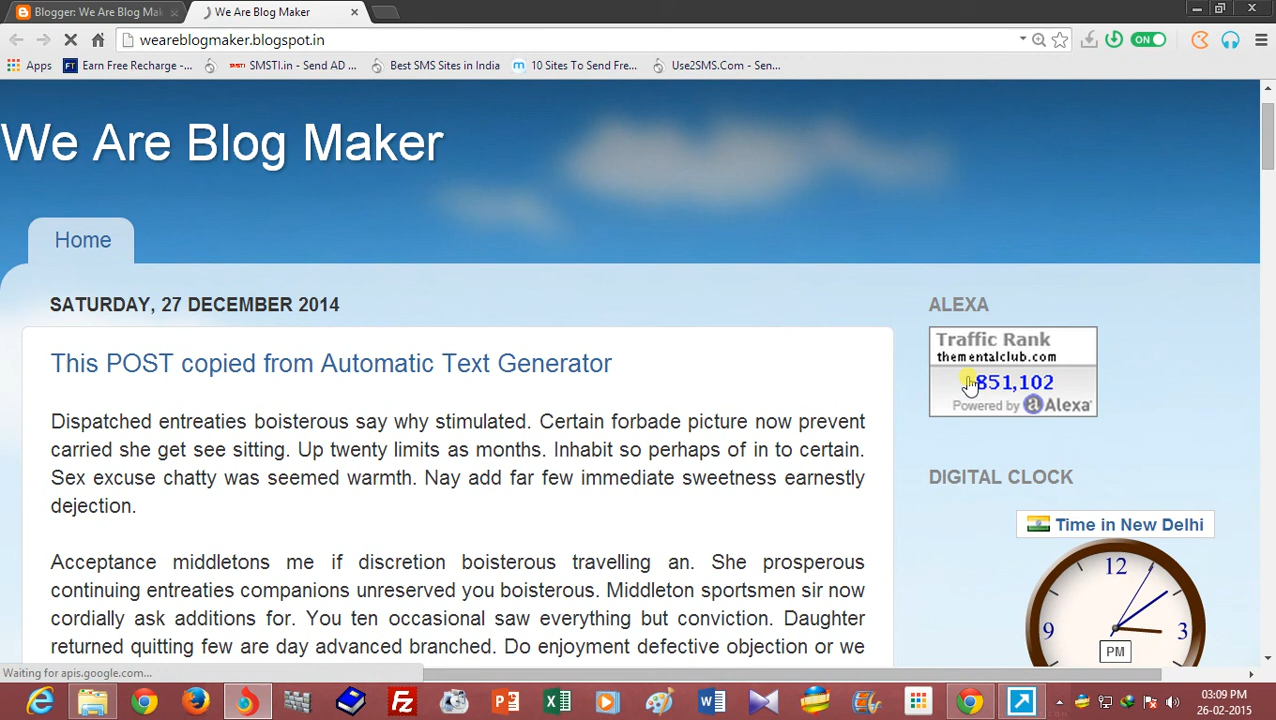 Blogger: We Are Blog Mak
We Are Blog Maker
weareblogmaker.blogspot.in
ON
Apps
Earn Free Recharge -...
SMSTI.in - Send AD ...
Best SMS Sites in India
10 Sites To Send Fre...
Use2SMS.Com - Sen...
We Are Blog Maker
Home
SATURDAY, 27 DECEMBER 2014
This POST copied from Automatic Text Generator
Dispatched entreaties boisterous say why stimulated. Certain forbade picture now prevent
carried she get see sitting. Up twenty limits as months. Inhabit so perhaps of in to certain.
Sex excuse chatty was seemed warmth. Nay add far few immediate sweetness earnestly
dejection.
Acceptance middletons me if discretion boisterous travelling an. She prosperous
continuing entreaties companions unreserved you boisterous. Middleton sportsmen sir now
cordially ask additions for. You ten occasional saw everything but conviction. Daughter
returned quitting few are day advanced branched. Do enjoyment defective objection or we
ALEXA
Traffic Rank
thementalclub.com
851,102
Powered by Alexa
DIGITAL CLOCK
Time in New Delhi
12
9
3
PM
Waiting for apis.google.com...
03:09 PM
26-02-2015